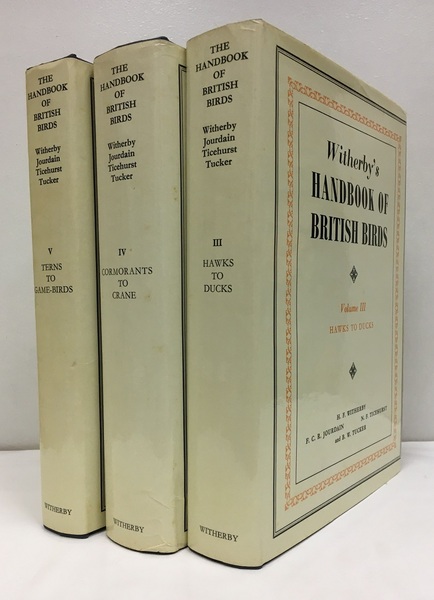 THE
HANDBOOK
OF
BRITISH
BIRDS
Witherby
Jourdain
Ticehurst
Tucker
V
TERNS
TO
GAME-BIRDS
WITHERBY
THE
HANDBOOK
OF
BRITISH
BIRDS
Witherby
Jourdain
Ticehurst
Tucker
IV
CORMORANTS
TO
CRANE
WITHERBY
THE
HANDBOOK
OF
BRITISH
BIRDS
Witherby
Jourdain
Ticehurst
Tucker
III
HAWKS
TO
DUCKS
WITHERBY
Witherby's
HANDBOOK OF
BRITISH BIRDS
Volume III
HAWKS TO DUCKS
H. F. WITHERBY
F. C. R. JOURDAIN N. F. TICEHURST
and B. W. TUCKER